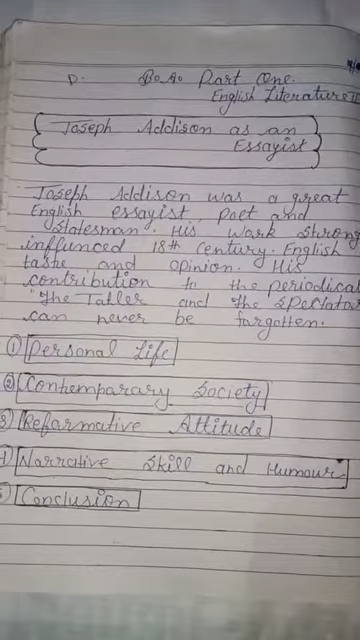 B.A. Part One.
English Literature II
Joseph Addison as an
Essayist
Joseph Addison was a great
English essayist, Poet and
Statesman. His work Strong
inffunced 18th century. English
taste and opinion. His
contribution to the periodical
"The Tatler and the Spectator
can never be forgotten.
① Personal Life
② Contemparary Society
3 Reformative Attitude
4 Narrative Skill and Humour
5 Conclusion